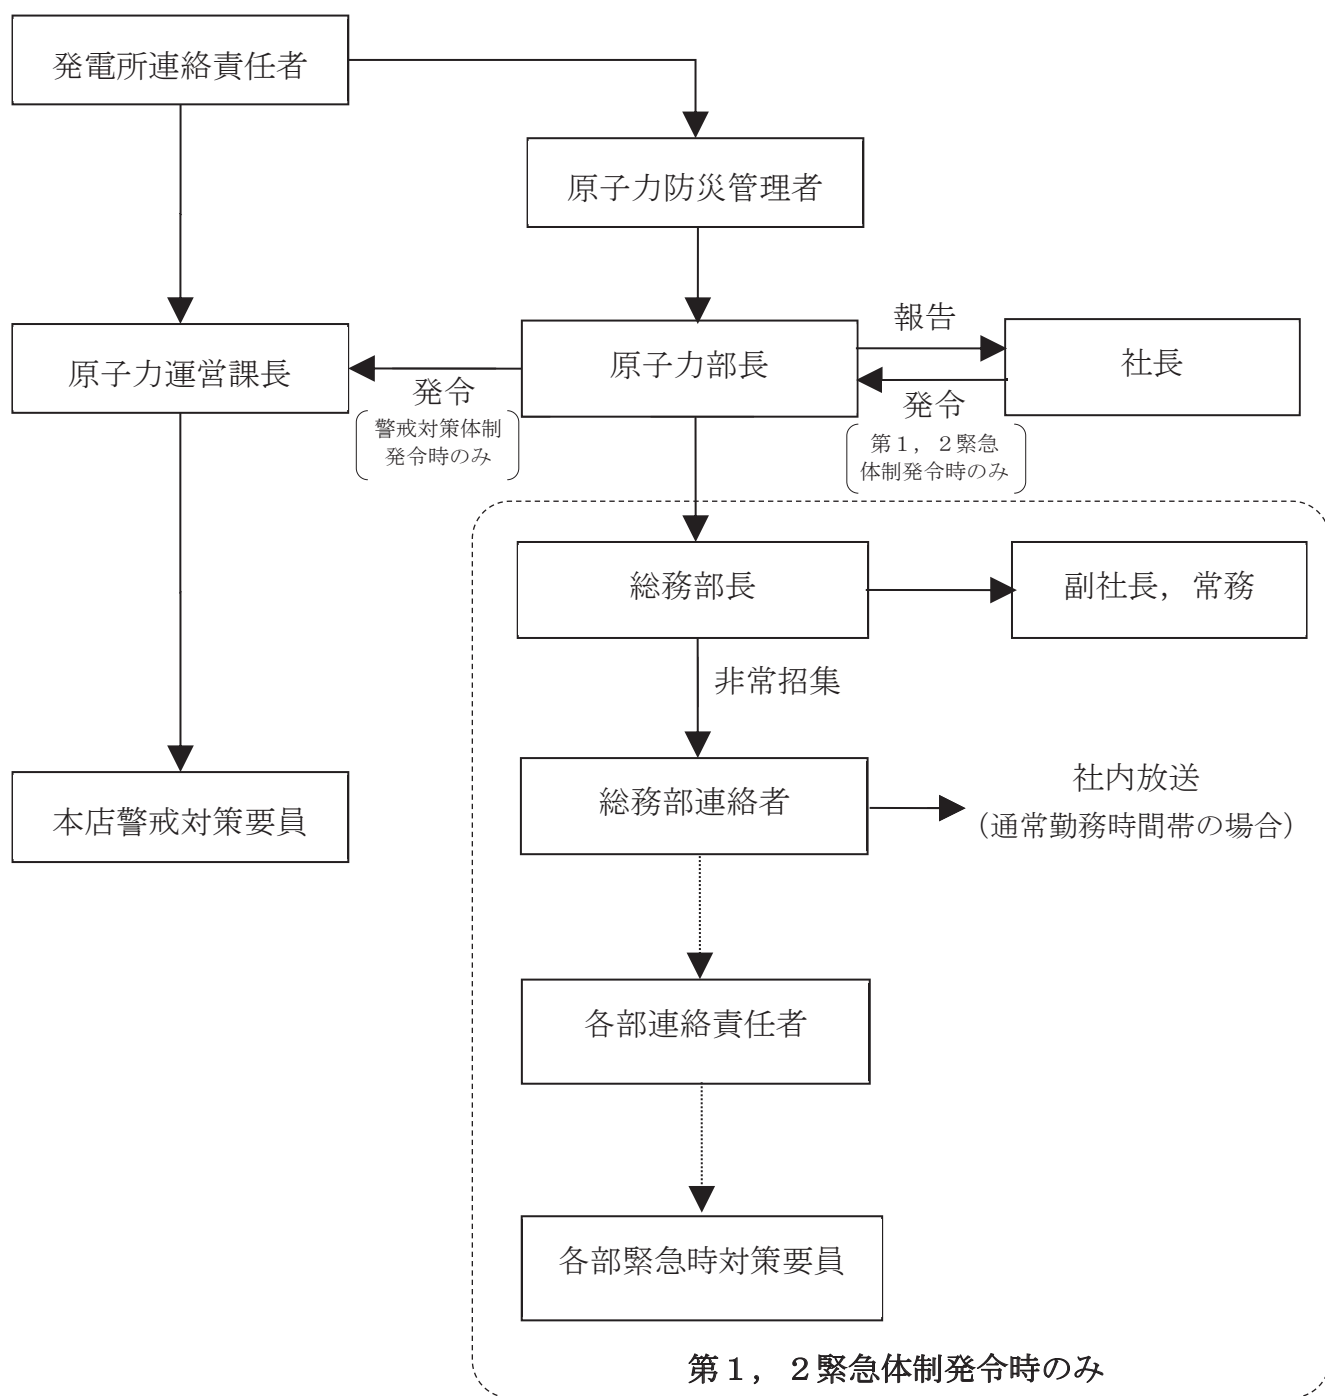 発電所連絡責任者
原子力防災管理者
報告
原子力運営課長
原子力部長
社長
発令
警戒対策体制
発令時のみ
発令
第1，2緊急
体制発令時のみ
総務部長
副社長，常務
非常招集
総務部連絡者
社内放送
（通常勤務時間帯の場合）
本店警戒対策要員
各部連絡責任者
各部緊急時対策要員
第1，2緊急体制発令時のみ